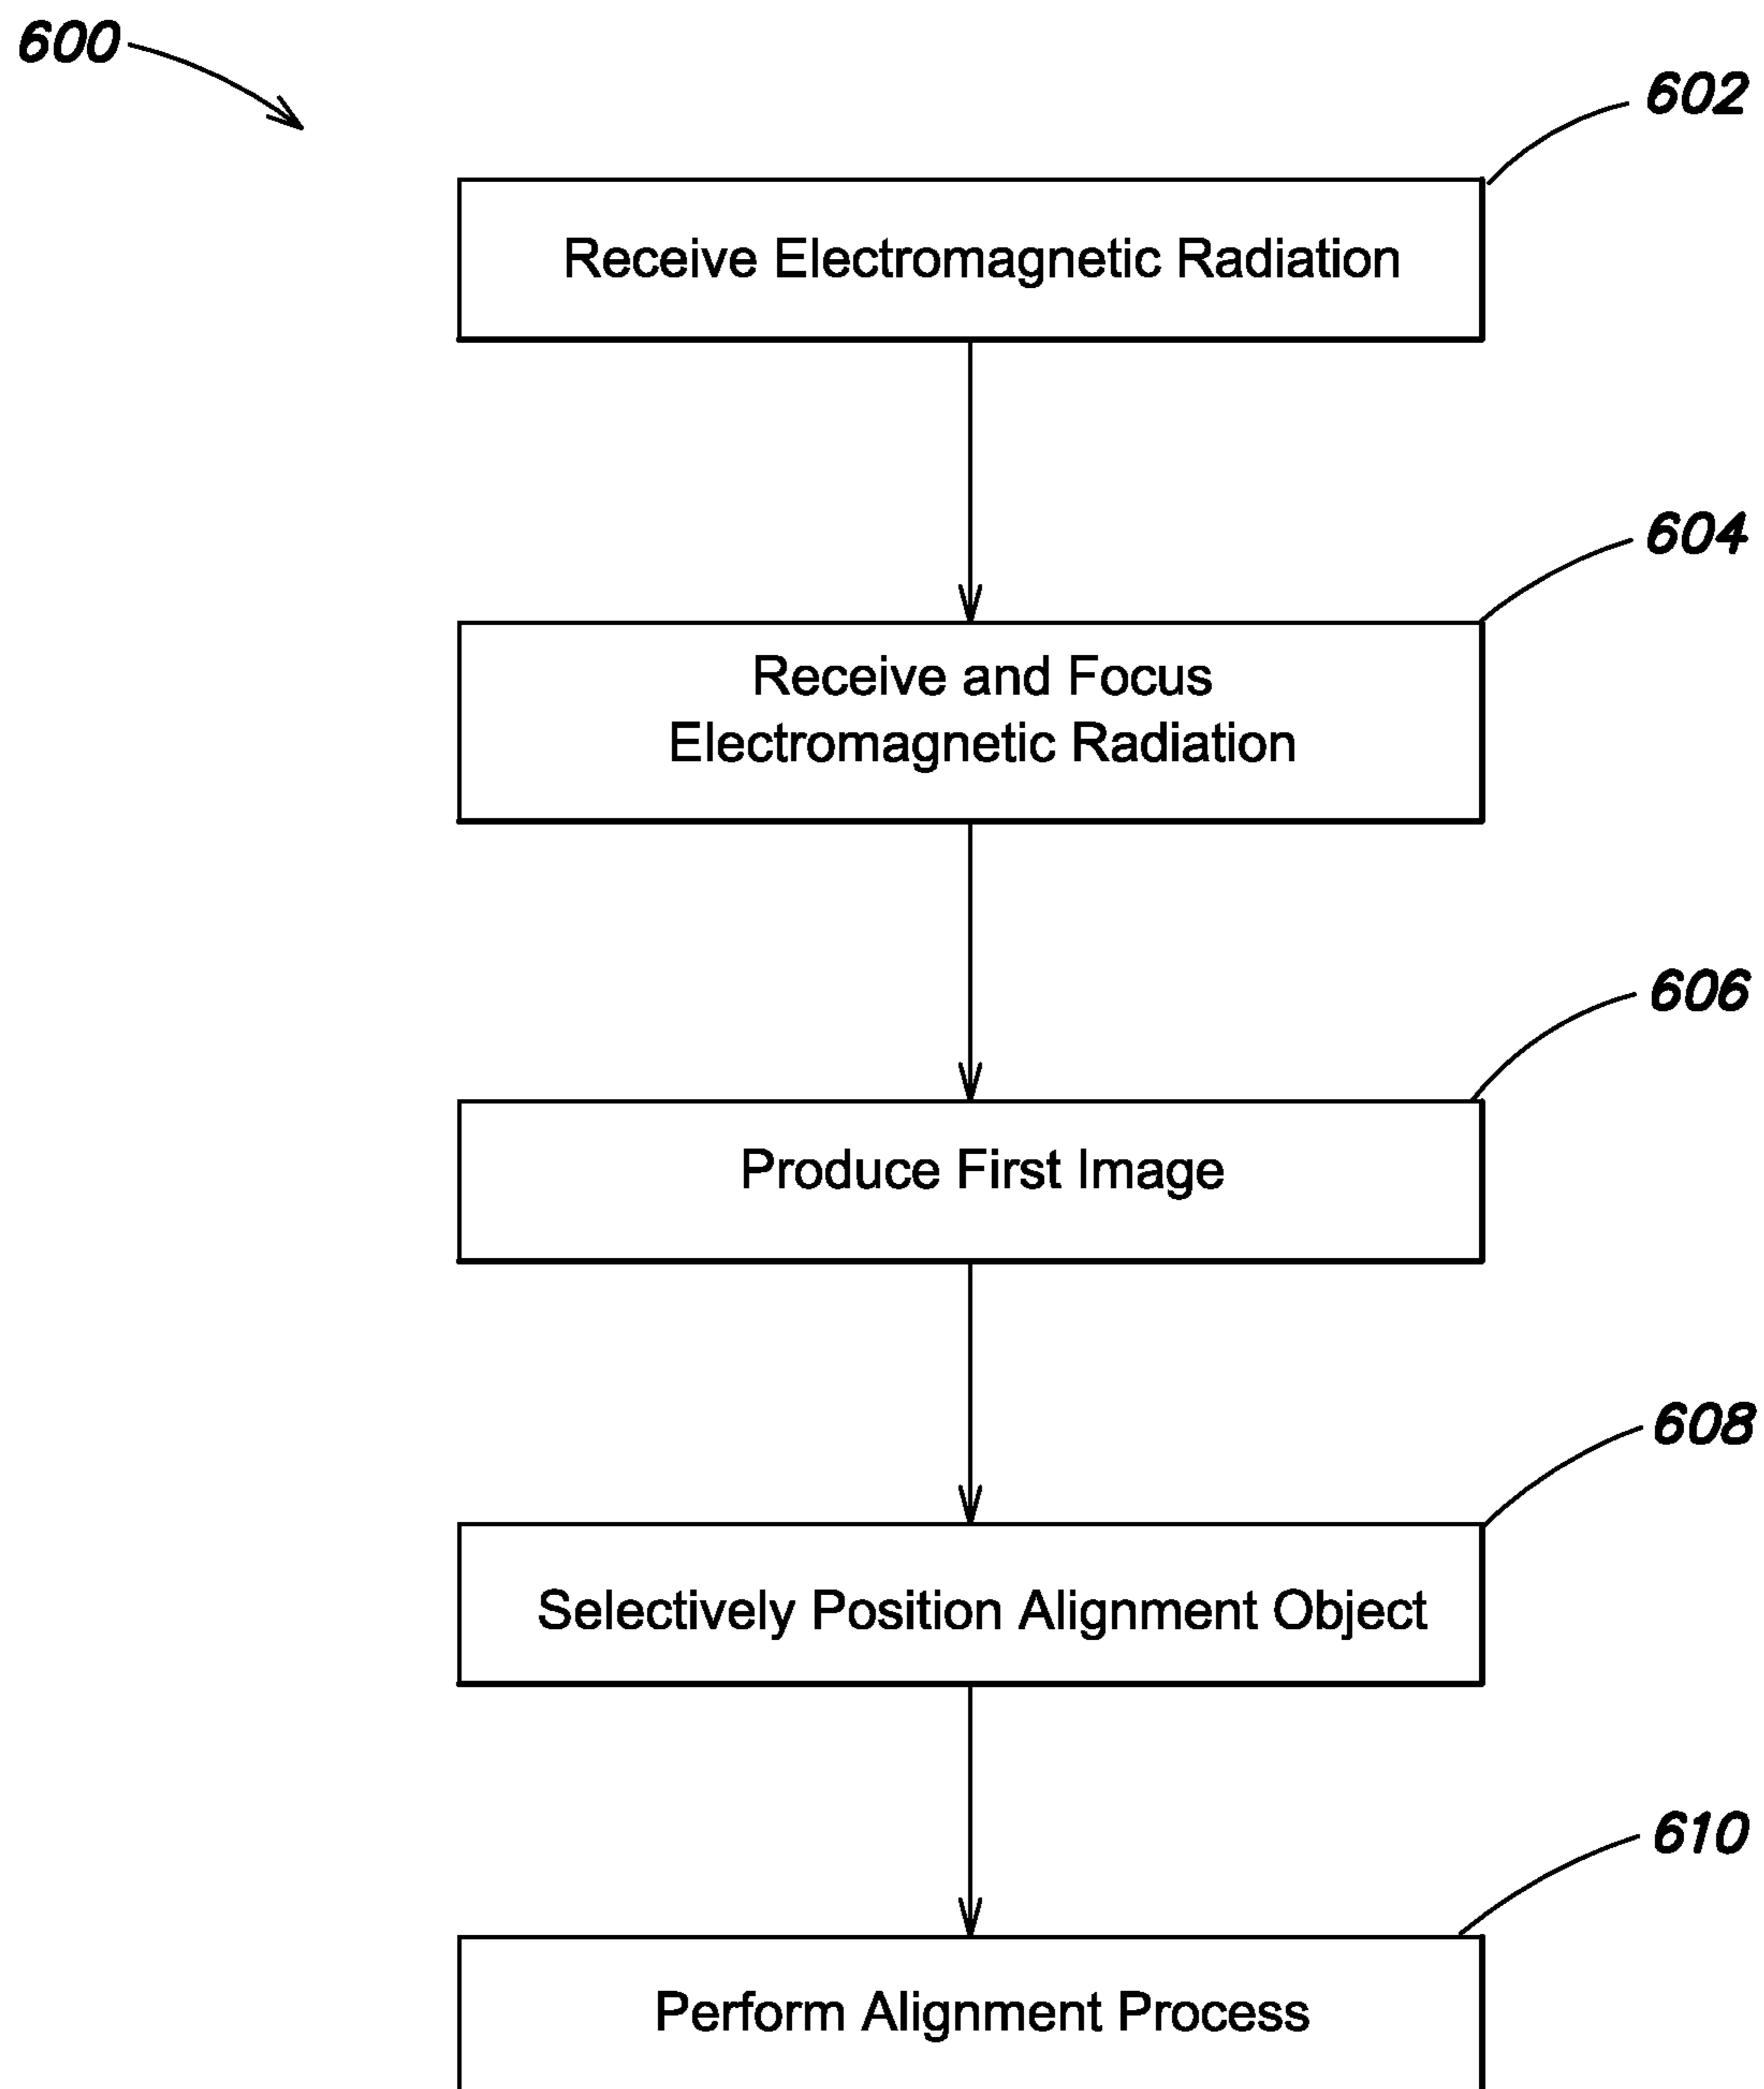 600
602
Receive Electromagnetic Radiation
604
Receive and Focus
Electromagnetic Radiation
606
Produce First Image
608
Selectively Position Alignment Object
610
Perform Alignment Process